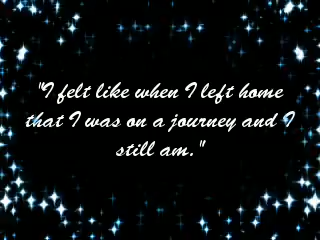 "I felt like when I left home
that I was on a journey and I
still am."